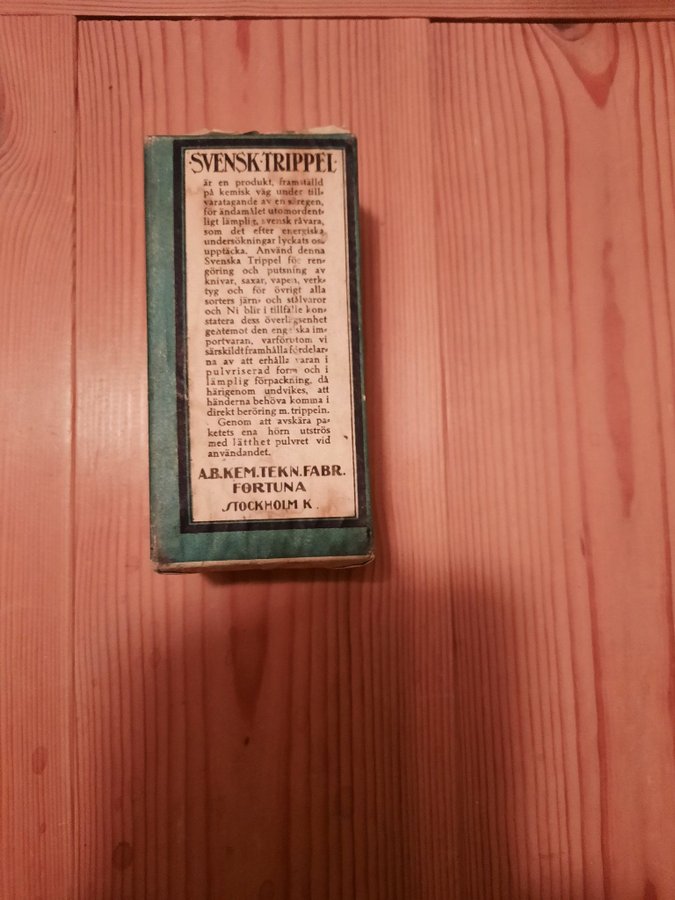 SVENSK·TRIPPEL
är en produkt, framställd
på kemisk väg under till-
varatagande av en säregen,
för ändamålet utomordent-
ligt lämplig, svensk råvara,
som det efter energiska
undersökningar lyckats oss
upptäcka. Använd denna
Svenska Trippel för ren-
göring och putsning av
knivar, saxar, vapen, verk-
tyg och för övrigt alla
sorters järn- och stålvaror
och Ni blir i tillfälle kon-
statera dess överlägsenhet
gentemot den engelska im-
portvaran, varförutom vi
särskildt framhålla fördelar-
na av att erhålla varan i
pulvriserad form och i
lämplig förpackning, då
härigenom undvikes, att
händerna behöva komma i
direkt beröring m. trippeln.
Genom att avskära pa-
ketets ena hörn utströs
med lätthet pulvret vid
användandet.
A.B. KEM. TEKN. FABR.
FORTUNA
STOCKHOLM K.